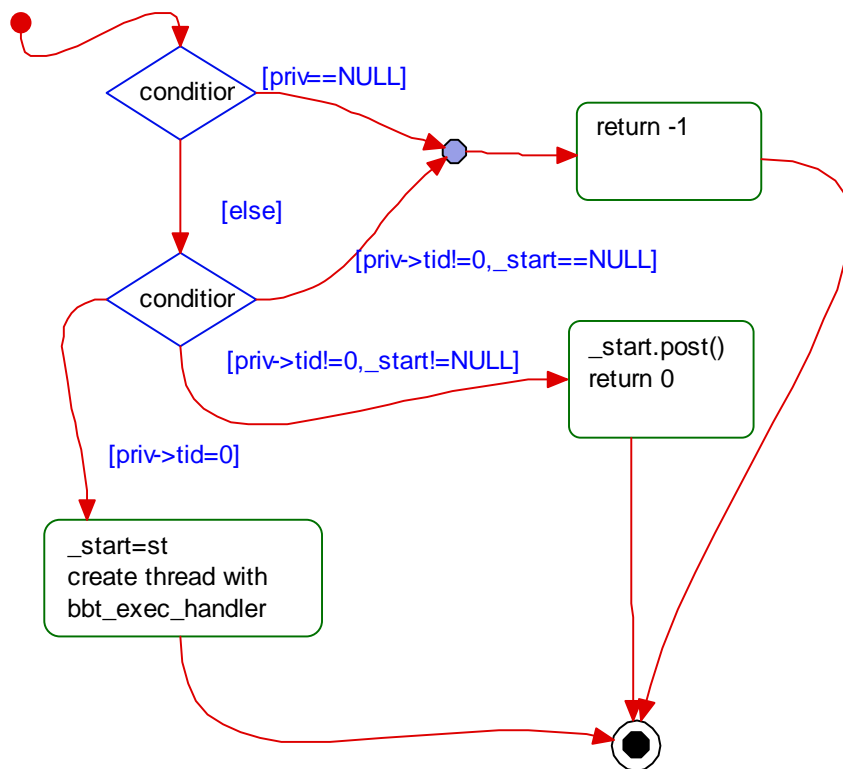 conditior
[priv==NULL]
return -1
[else]
[priv->tid!=0,_start==NULL]
conditior
[priv->tid!=0,_start!=NULL]
_start.post()
return 0
[priv->tid=0]
_start=st
create thread with
bbt_exec_handler